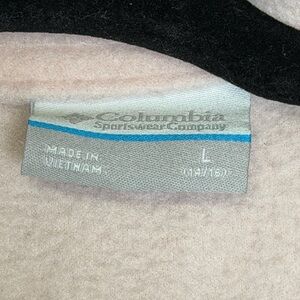 Columbia
Sportswear Company
MADE IN
VIETNAM
L
(14/16)